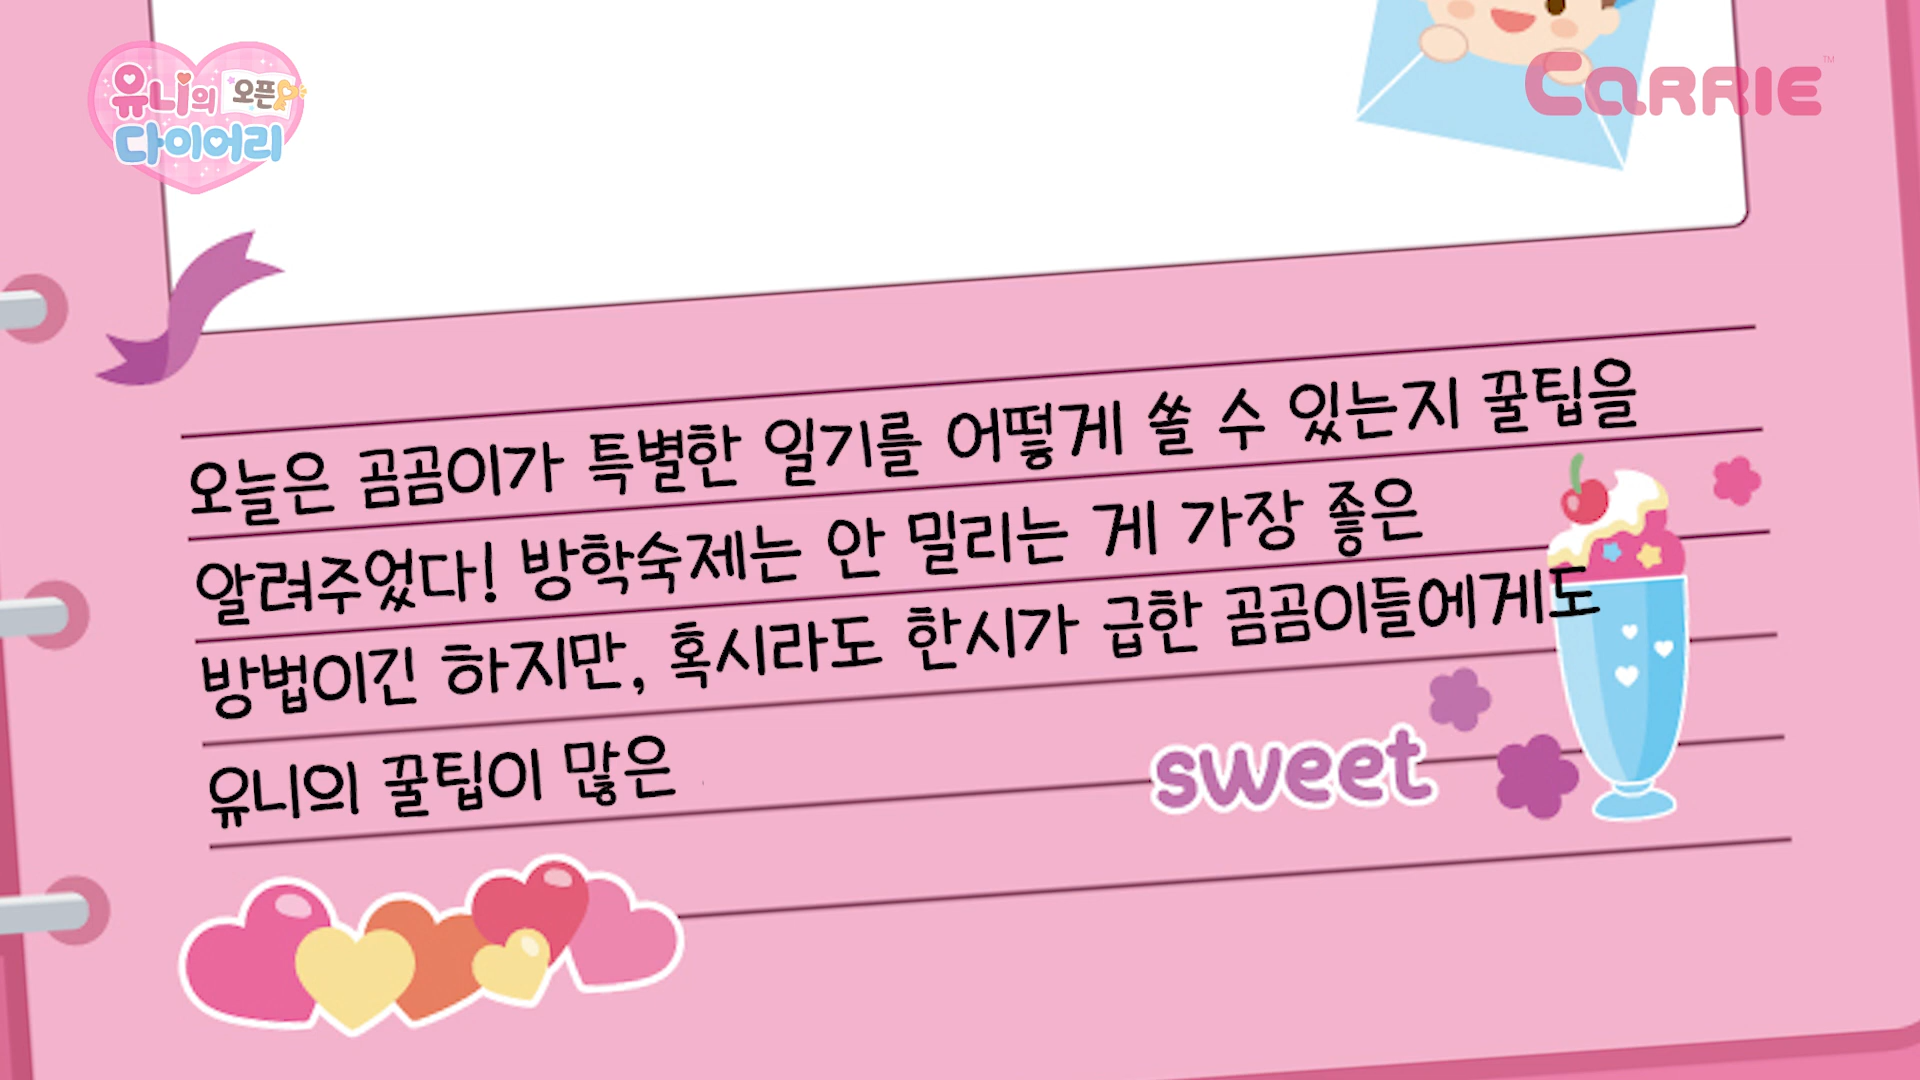 유니의 오픈
다이어리
CARRIE™
오늘은 곰곰이가 특별한 일기를 어떻게 쓸 수 있는지 꿀팁을
알려주었다! 방학숙제는 안 밀리는 게 가장 좋은
방법이긴 하지만, 혹시라도 한시가 급한 곰곰이들에게도
유니의 꿀팁이 많은
sweet